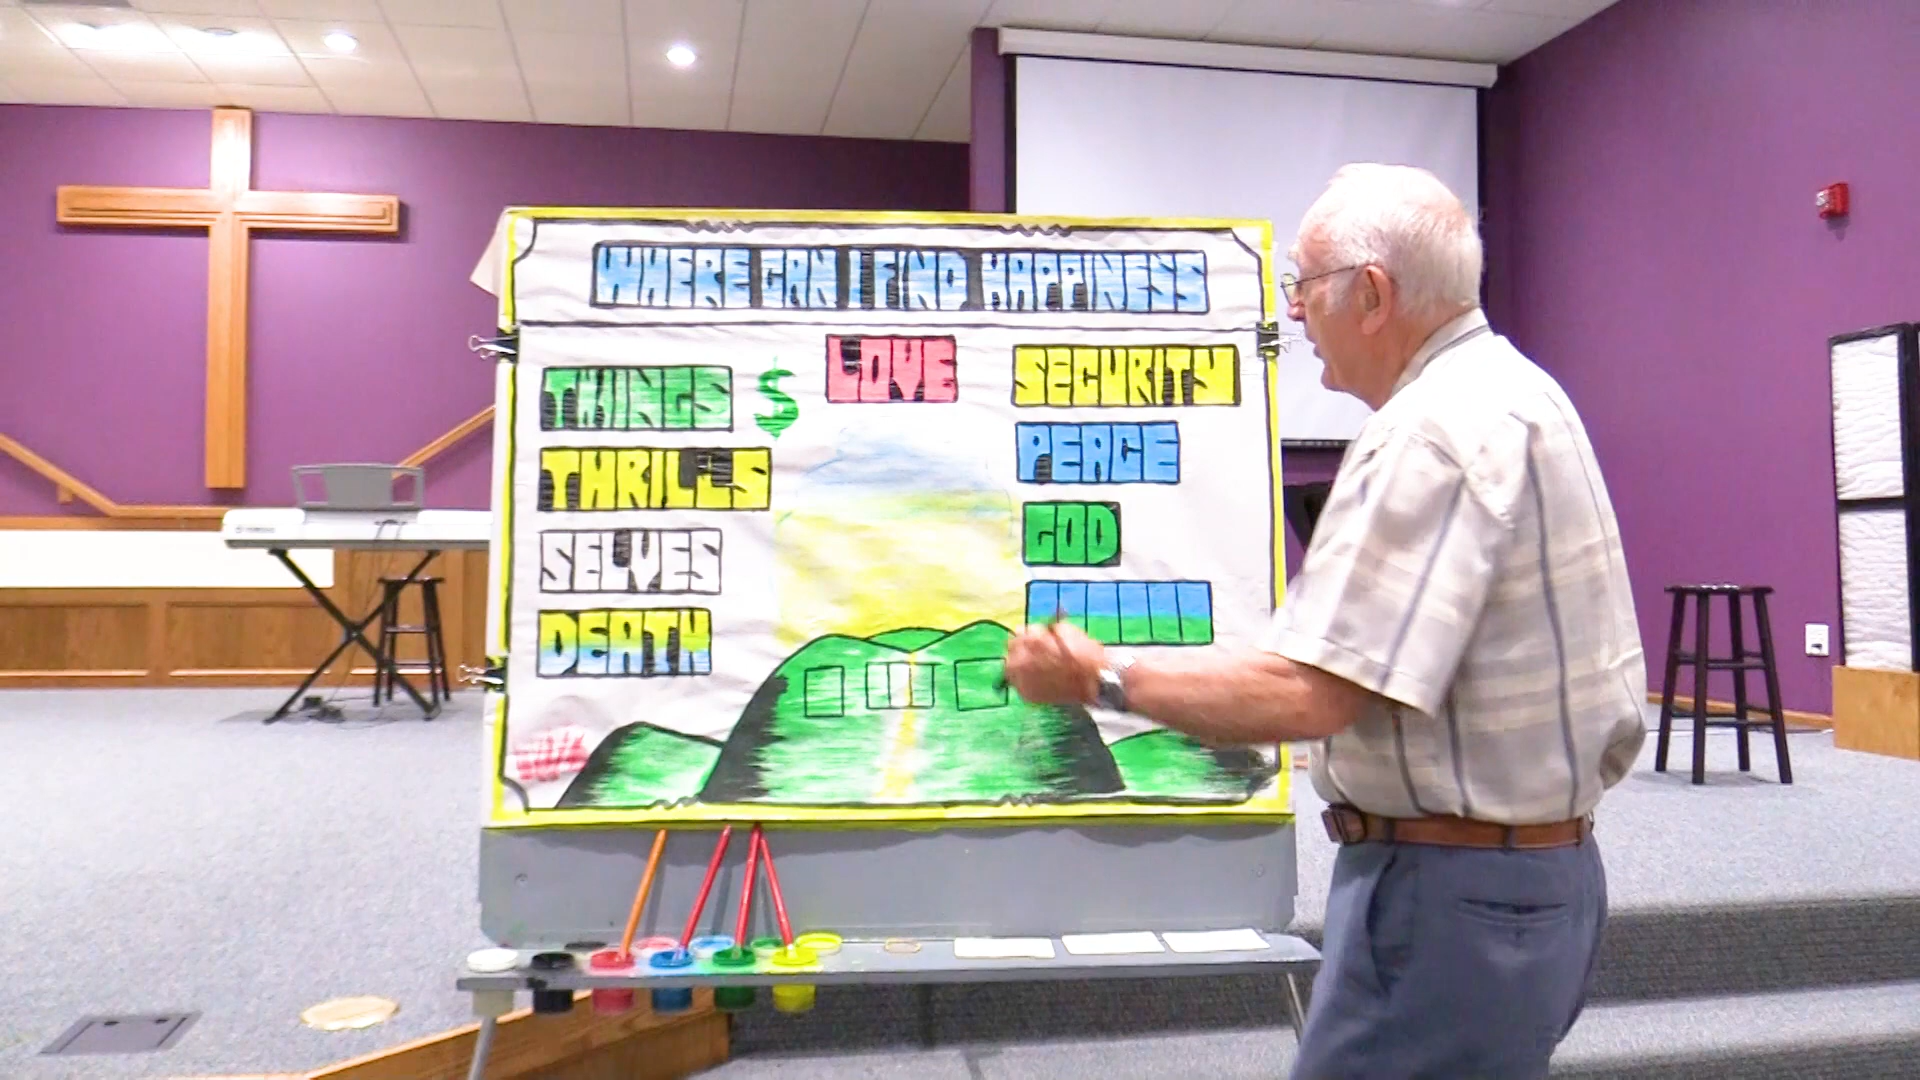 WHERE CAN I FIND HAPPINESS
LOVE
THINGS $
THRILLS
SELVES
DEATH
SECURITY
PEACE
GOD